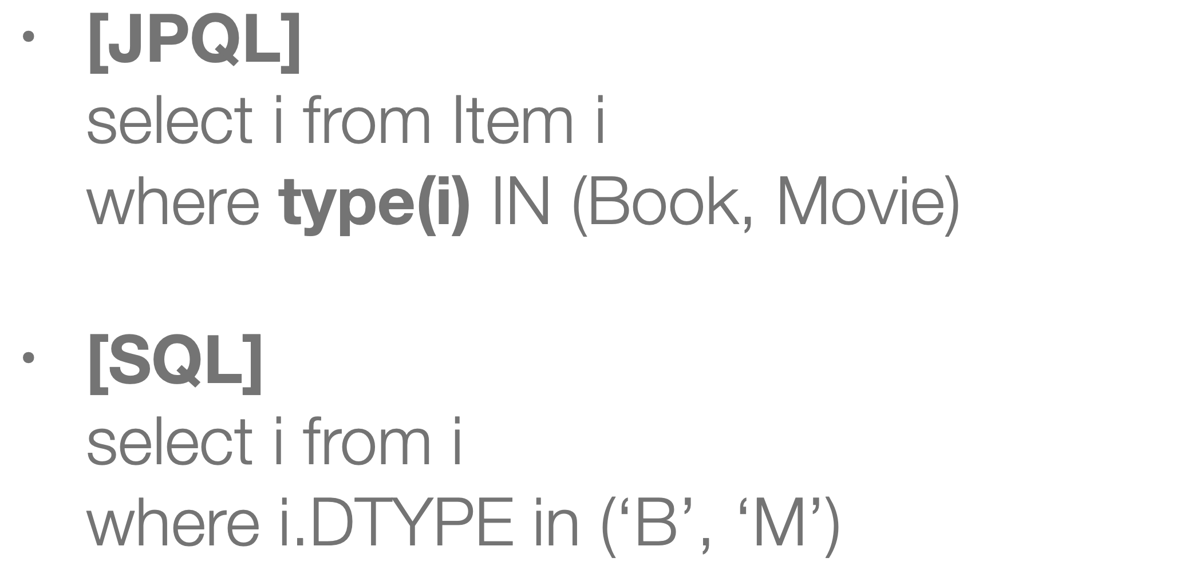 • [JPQL]
select i from Item i
where type(i) IN (Book, Movie)
• [SQL]
select i from i
where i.DTYPE in (‘B’, ‘M’)